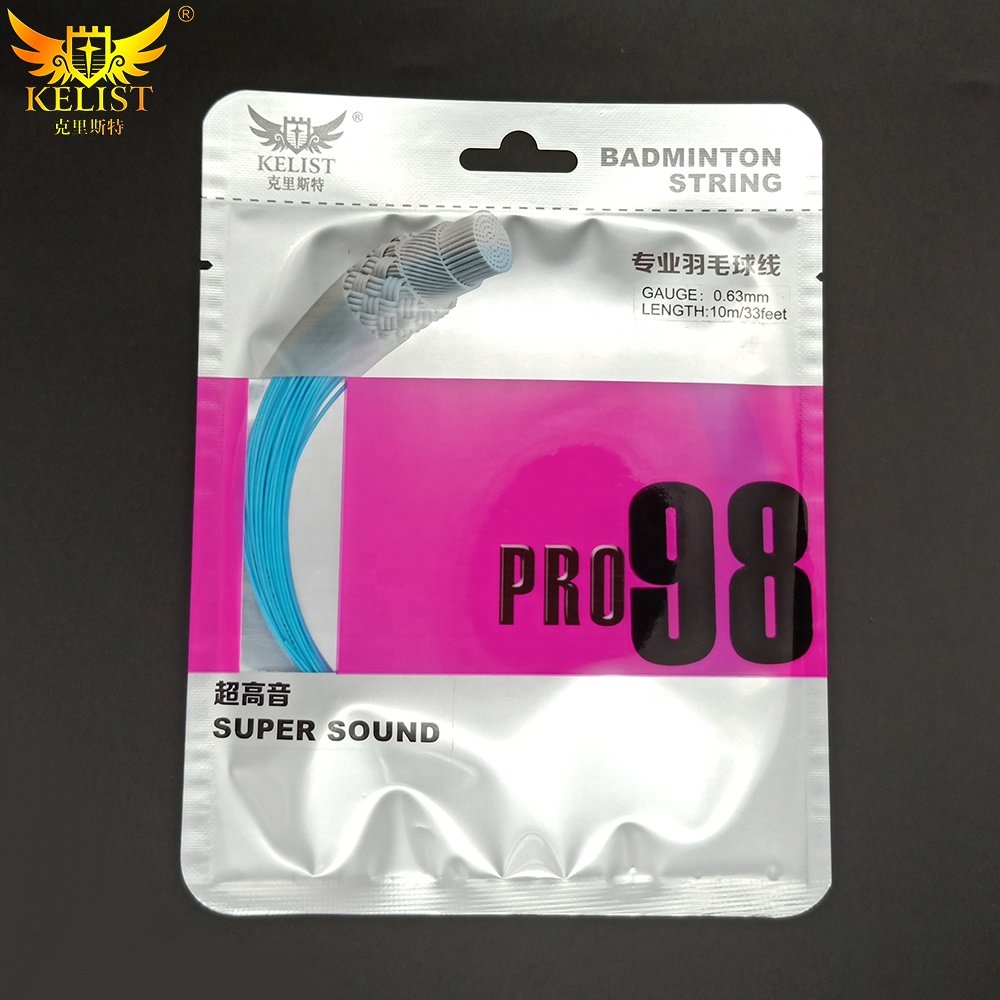 ®
KELIST
克里斯特
®
KELIST
克里斯特
BADMINTON
STRING
专业羽毛球线
GAUGE：0.63mm
LENGTH:10m/33feet
PRO98
超高音
SUPER SOUND